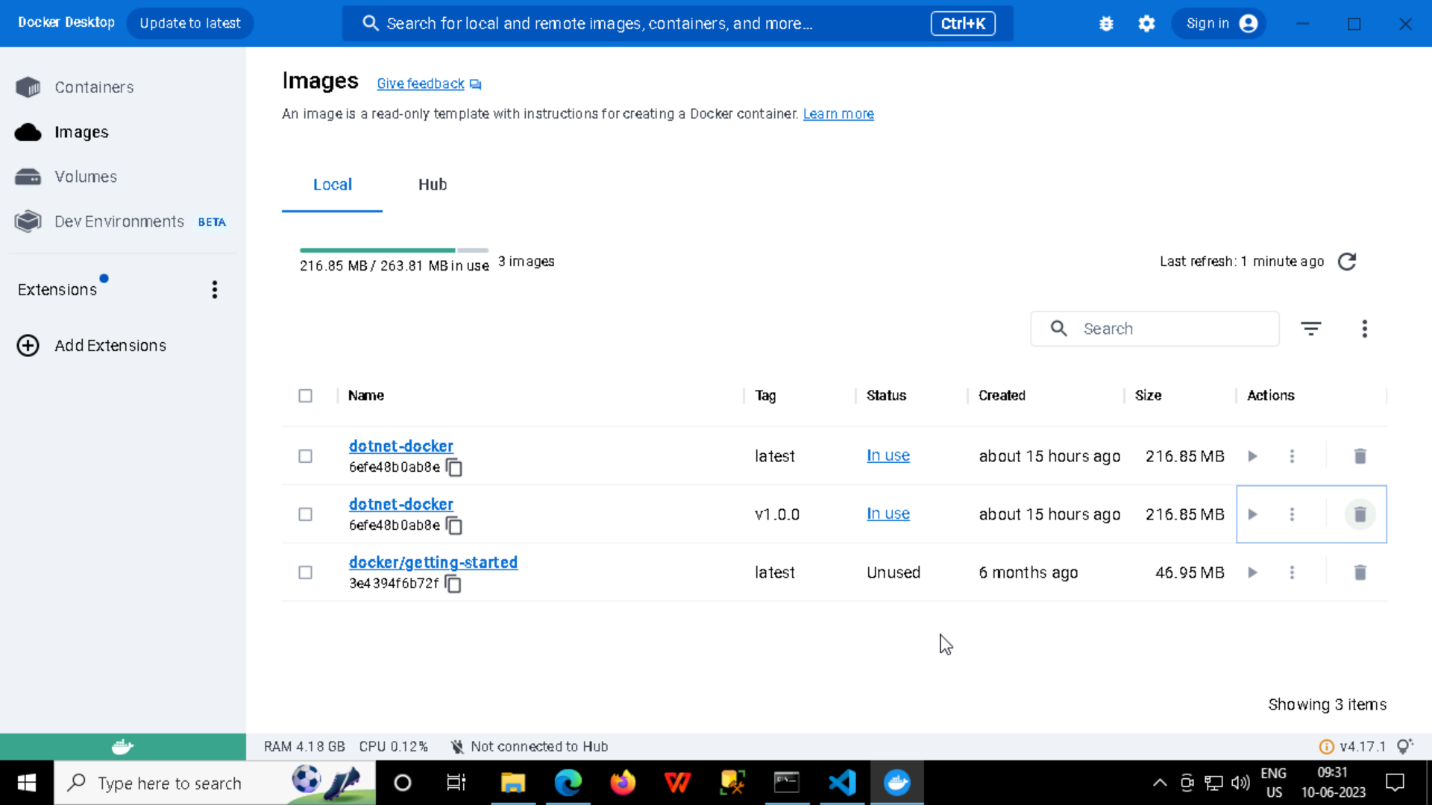 Docker Desktop Update to latest Search for local and remote images, containers, and more... Ctrl+K Sign in
Containers
Images
Volumes
Dev Environments BETA
Extensions
Add Extensions
Images Give feedback
An image is a read-only template with instructions for creating a Docker container. Learn more
Local Hub
216.85 MB / 263.81 MB in use 3 images Last refresh: 1 minute ago
Search
Name Tag Status Created Size Actions
dotnet-docker
6efe48b0ab8e latest In use about 15 hours ago 216.85 MB
dotnet-docker
6efe48b0ab8e v1.0.0 In use about 15 hours ago 216.85 MB
docker/getting-started
3e4394f6b72f latest Unused 6 months ago 46.95 MB
Showing 3 items
RAM 4.18 GB CPU 0.12% Not connected to Hub v4.17.1
Type here to search ENG 09:31
US 10-06-2023